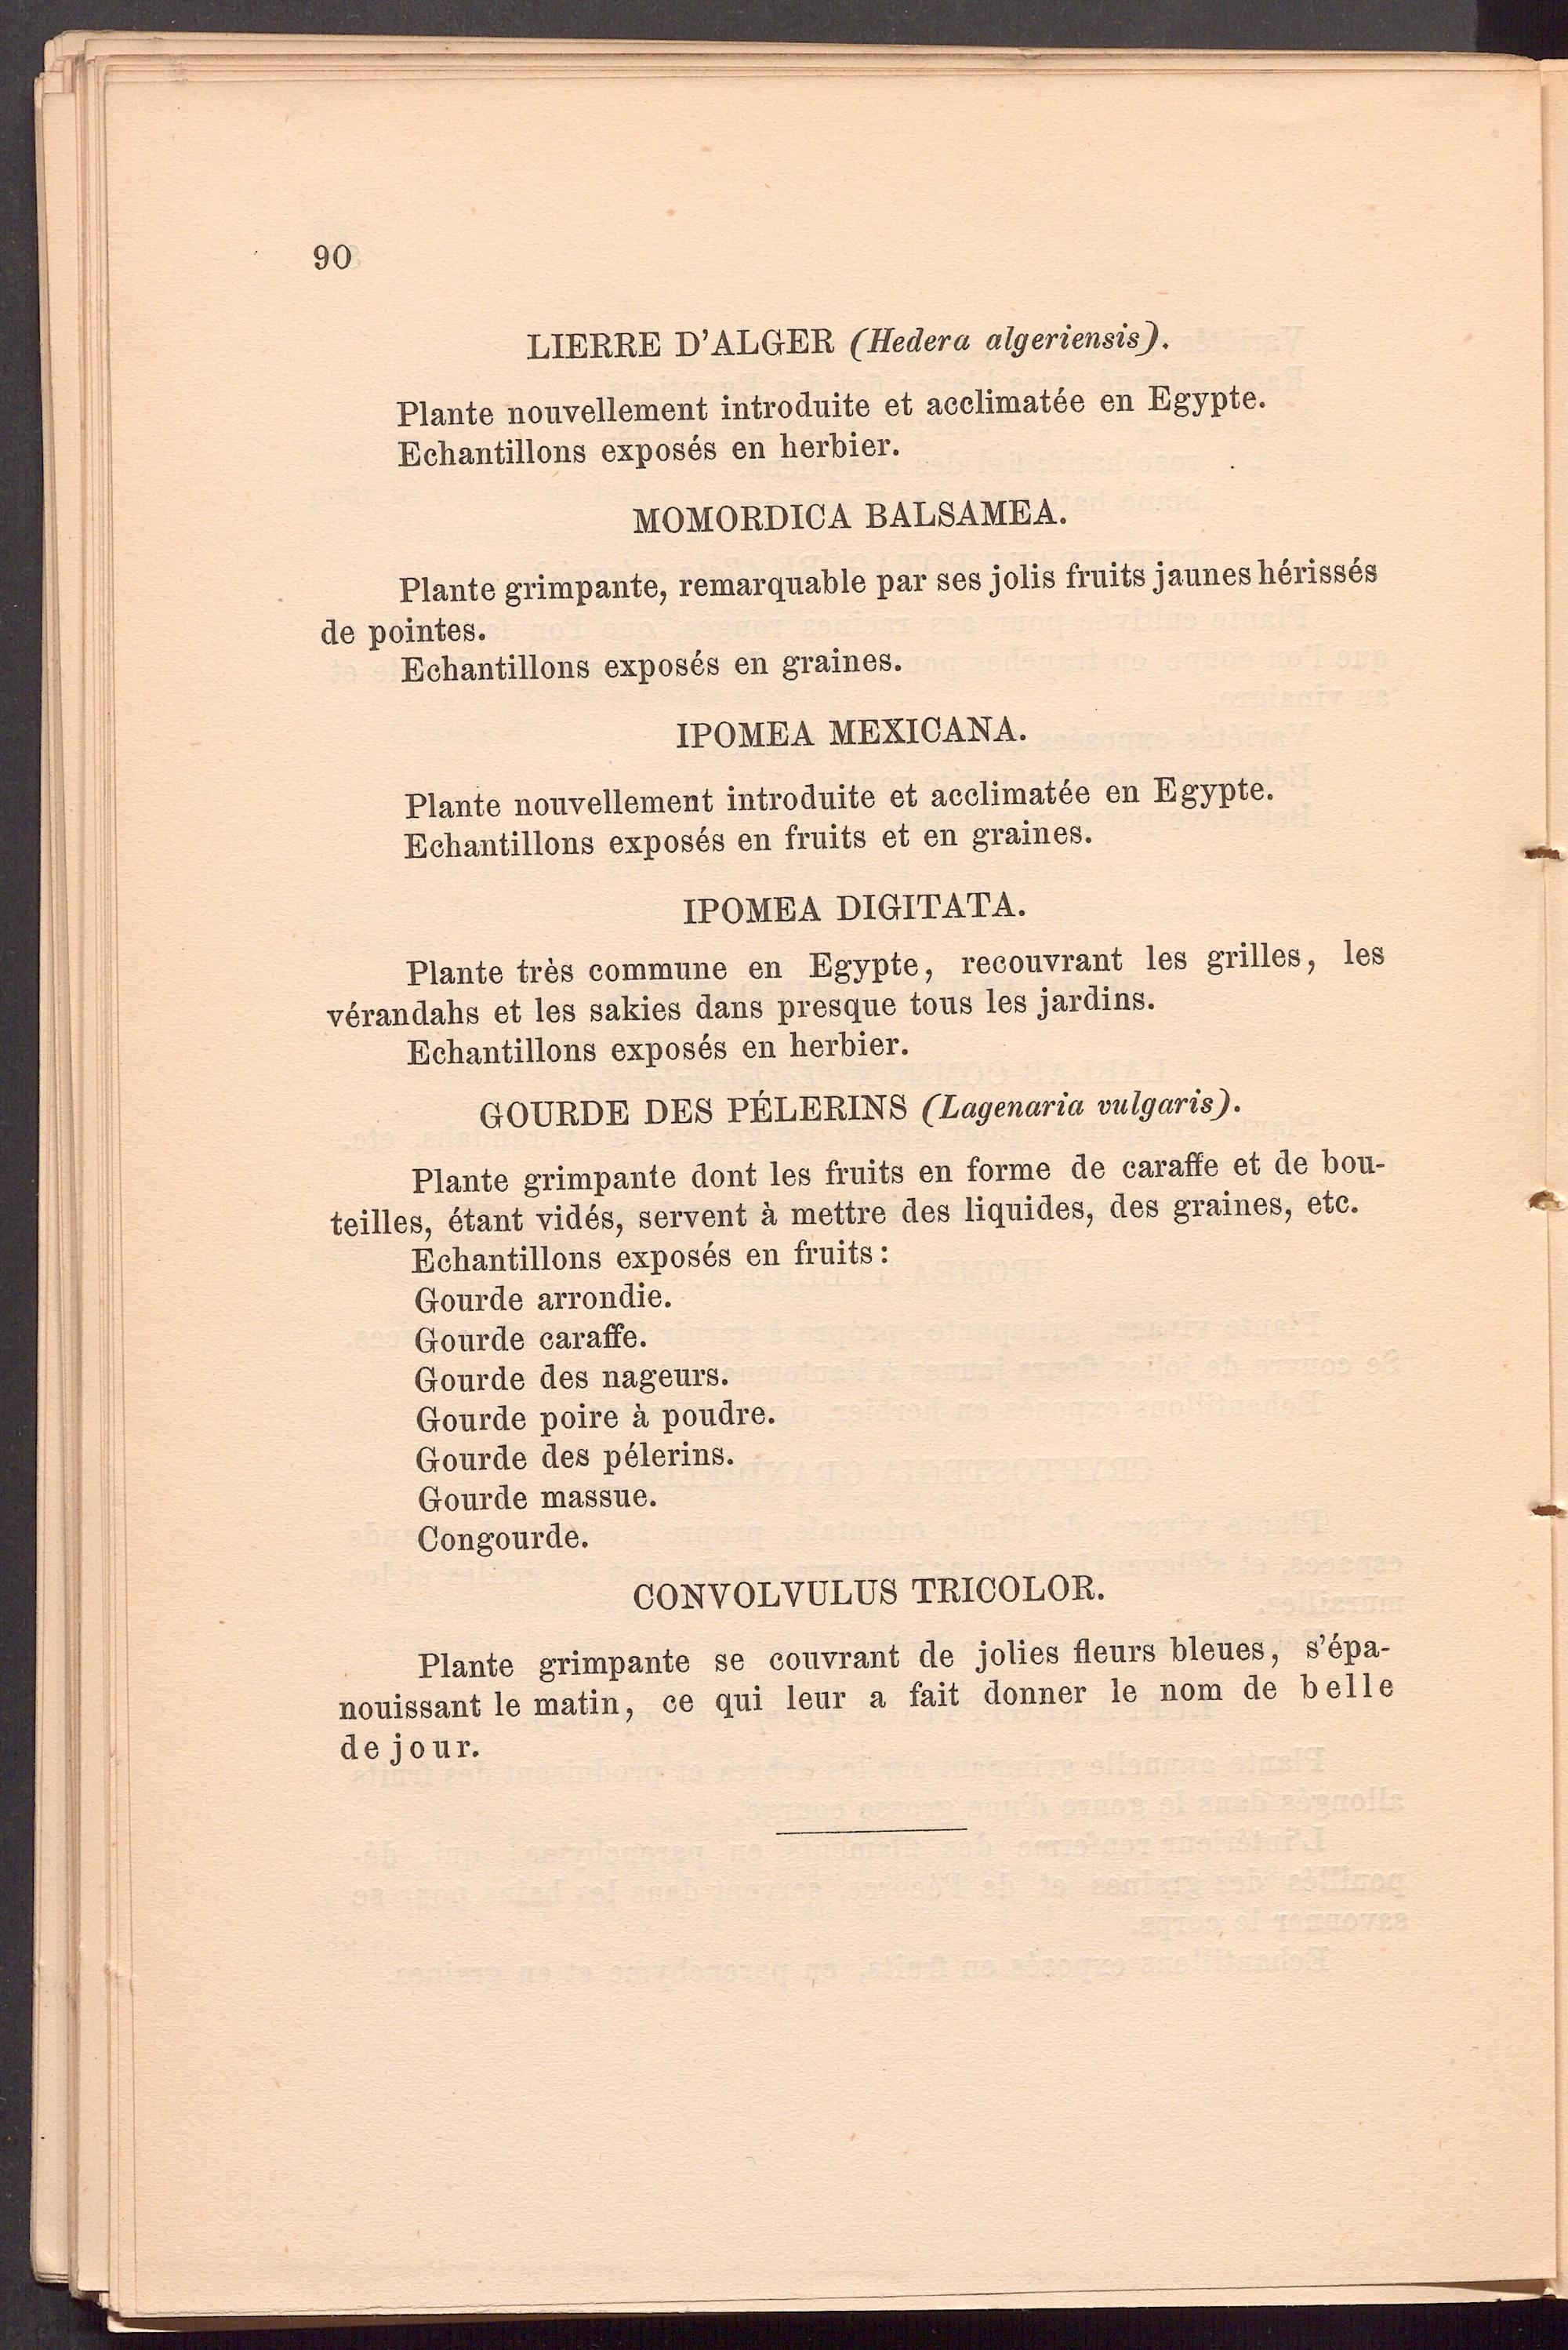 90
LIERRE D'ALGER (Hedera algeriensis).
Plante nouvellement introduite et acclimatée en Egypte.
Echantillons exposés en herbier.
MOMORDICA BALSAMEA.
Plante grimpante, remarquable par ses jolis fruits jaunes hérissés
de pointes.
Echantillons exposés en graines.
IPOMEA MEXICANA.
Plante nouvellement introduite et acclimatée en Egypte.
Echantillons exposés en fruits et en graines.
IPOMEA DIGITATA.
Plante très commune en Egypte, recouvrant les grilles, les
vérandahs et les sakies dans presque tous les jardins.
Echantillons exposés en herbier.
GOURDE DES PÉLERINS (Lagenaria vulgaris).
Plante grimpante dont les fruits en forme de caraffe et de bou-
teilles, étant vidés, servent à mettre des liquides, des graines, etc.
Echantillons exposés en fruits:
Gourde arrondie.
Gourde caraffe.
Gourde des nageurs.
Gourde poire à poudre.
Gourde des pélerins.
Gourde massue.
Congourde.
CONVOLVULUS TRICOLOR.
Plante grimpante se couvrant de jolies fleurs bleues, s'épa-
nouissant le matin, ce qui leur a fait donner le nom de belle
de jour.